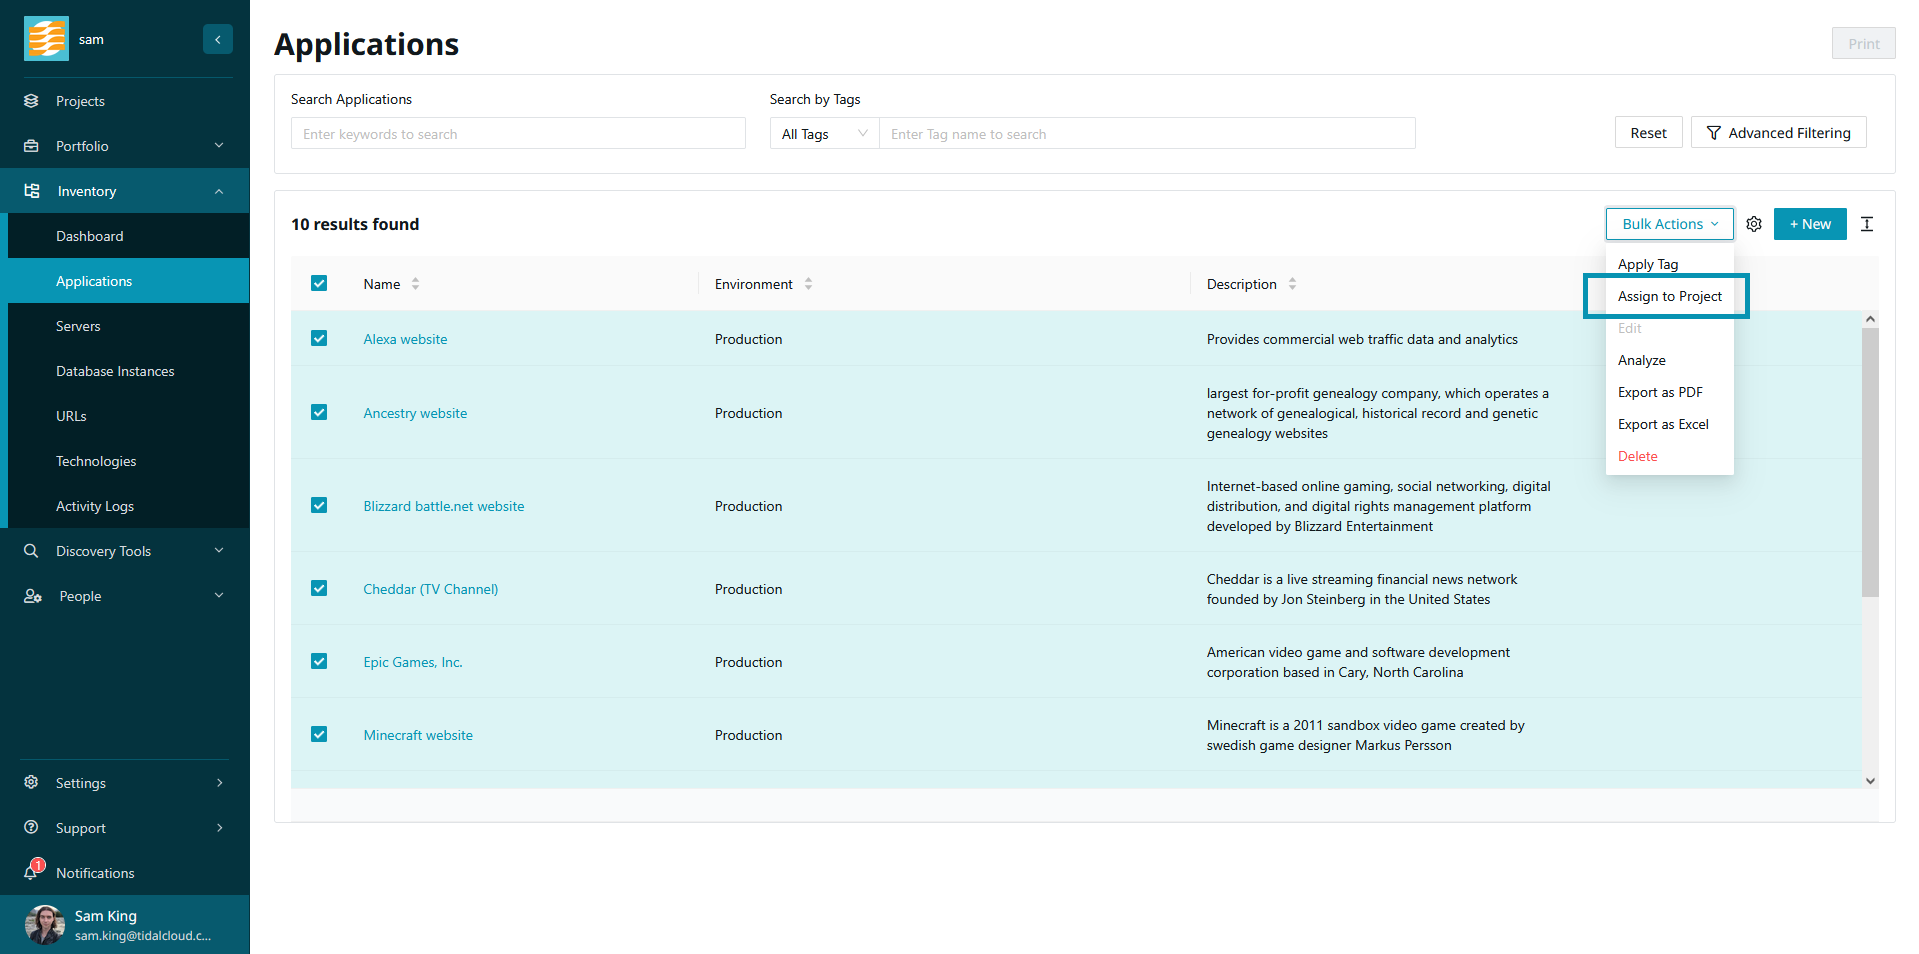 sam
Projects
Portfolio
Inventory
Dashboard
Applications
Servers
Database Instances
URLs
Technologies
Activity Logs
Discovery Tools
People
Settings
Support
1
Notifications
Sam King
sam.king@tidalcloud.c...
Applications
Print
Search Applications
Enter keywords to search
Search by Tags
All Tags
Enter Tag name to search
Reset
Advanced Filtering
10 results found
Bulk Actions
+ New
Apply Tag
Assign to Project
Edit
Analyze
Export as PDF
Export as Excel
Delete
Name Environment Description
Alexa website Production Provides commercial web traffic data and analytics
Ancestry website Production largest for-profit genealogy company, which operates a
network of genealogical, historical record and genetic
genealogy websites
Blizzard battle.net website Production Internet-based online gaming, social networking, digital
distribution, and digital rights management platform
developed by Blizzard Entertainment
Cheddar (TV Channel) Production Cheddar is a live streaming financial news network
founded by Jon Steinberg in the United States
Epic Games, Inc. Production American video game and software development
corporation based in Cary, North Carolina
Minecraft website Production Minecraft is a 2011 sandbox video game created by
swedish game designer Markus Persson